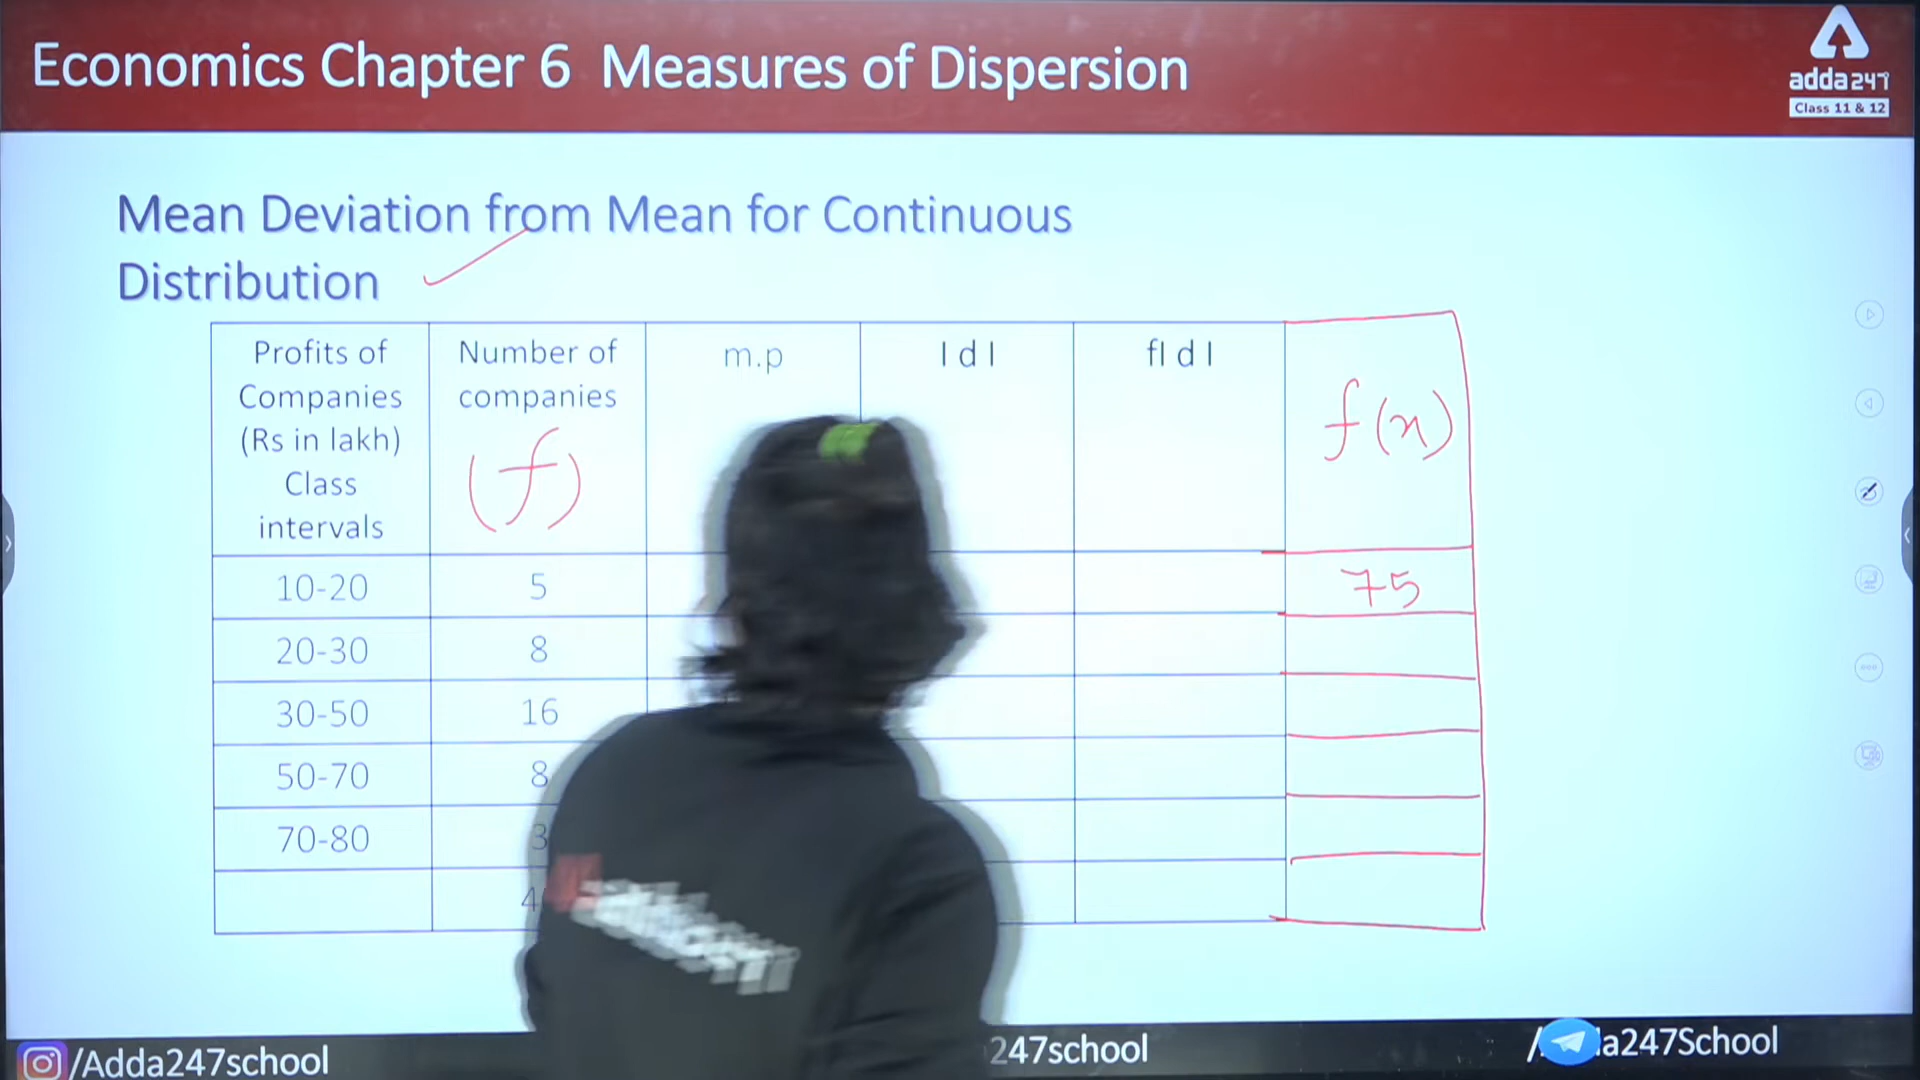 Economics Chapter 6 Measures of Dispersion
adda247
Class 11 & 12
Mean Deviation from Mean for Continuous
Distribution
Profits of Companies (Rs in lakh) Class intervals
Number of companies (f)
m.p
I d I
fI d I
f(x)
10-20 5 75
20-30 8
30-50 16
50-70 8
70-80 3
/Adda247school
247school
a247School